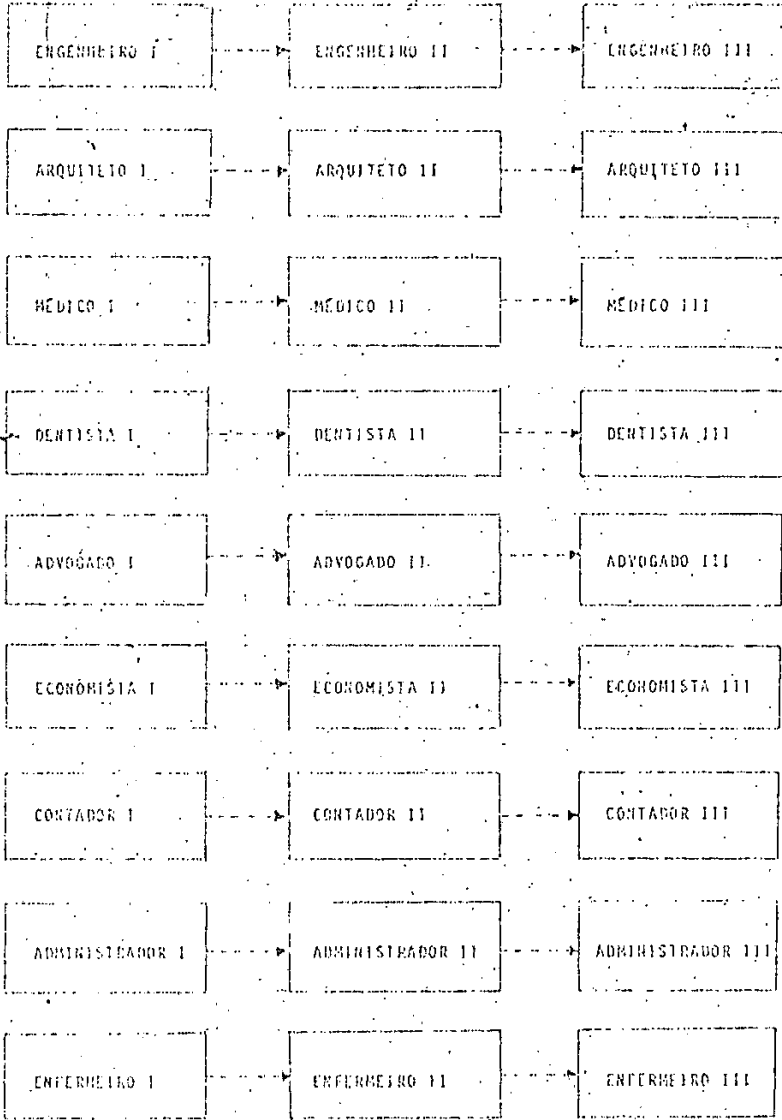 ENGENHEIRO I ENGENHEIRO II ENGENHEIRO III
ARQUITETO I ARQUITETO II ARQUITETO III
MÉDICO I MÉDICO II MÉDICO III
DENTISTA I DENTISTA II DENTISTA III
ADVOGADO I ADVOGADO II ADVOGADO III
ECONOMISTA I ECONOMISTA II ECONOMISTA III
CONTADOR I CONTADOR II CONTADOR III
ADMINISTRADOR I ADMINISTRADOR II ADMINISTRADOR III
ENFERMEIRO I ENFERMEIRO II ENFERMEIRO III